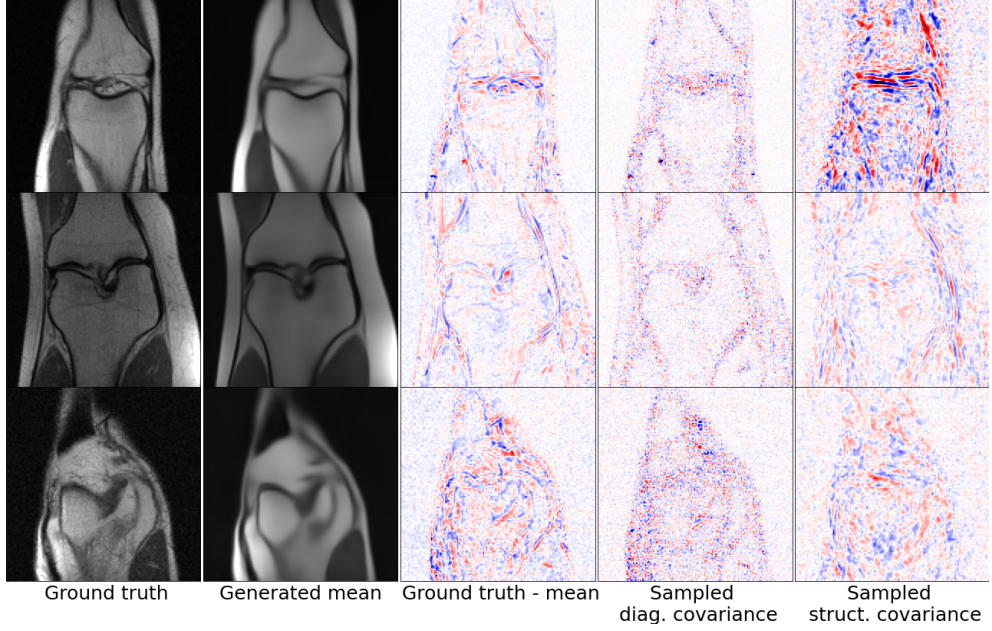 Ground truth
Generated mean
Ground truth - mean
Sampled
diag. covariance
Sampled
struct. covariance